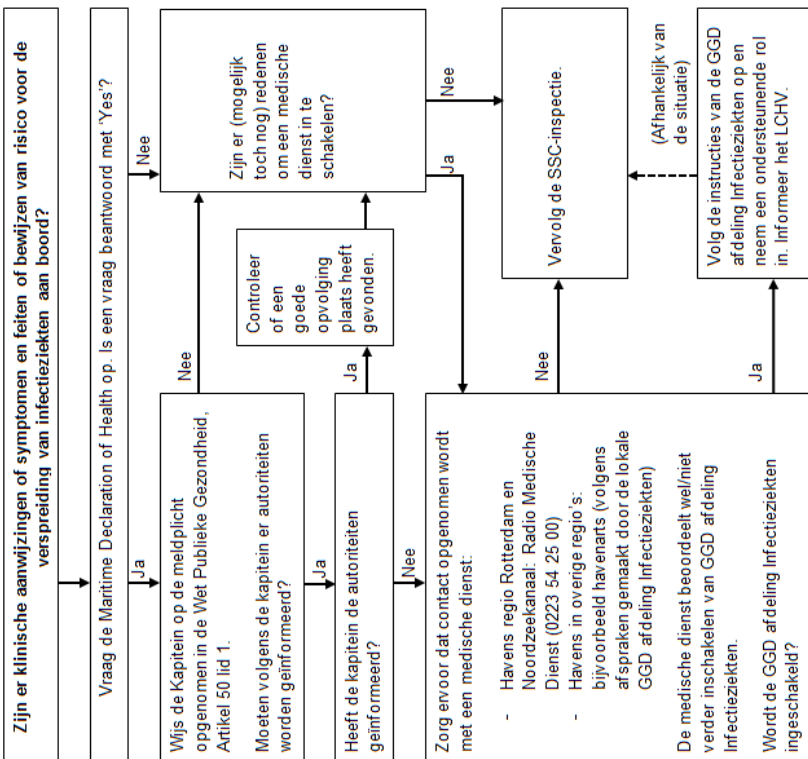 Zijn er klinische aanwijzingen of symptomen en feiten of bewijzen van risico voor de
verspreiding van infectieziekten aan boord?
Vraag de Maritime Declaration of Health op. Is een vraag beantwoord met 'Yes'?
Ja
Nee
Wijs de Kapitein op de meldplicht
opgenomen in de Wet Publieke Gezondheid,
Artikel 50 lid 1.
Moeten volgens de kapitein er autoriteiten
worden geïnformeerd?
Nee
Ja
Heeft de kapitein de autoriteiten
geïnformeerd?
Ja
Nee
Controleer
of een
goede
opvolging
plaats heeft
gevonden.
Zijn er (mogelijk
toch nog) redenen
om een medische
dienst in te
schakelen?
Ja
Nee
Zorg ervoor dat contact opgenomen wordt
met een medische dienst:
- Havens regio Rotterdam en
Noordzeekanaal: Radio Medische
Dienst (0223 54 25 00)
- Havens in overige regio's:
bijvoorbeeld havenarts (volgens
afspraken gemaakt door de lokale
GGD afdeling Infectieziekten)
De medische dienst beoordeelt wel/niet
verder inschakelen van GGD afdeling
Infectieziekten.
Wordt de GGD afdeling Infectieziekten
ingeschakeld?
Nee
Ja
Vervolg de SSC-inspectie.
(Afhankelijk van
de situatie)
Volg de instructies van de GGD
afdeling Infectieziekten op en
neem een ondersteunende rol
in. Informeer het LCHV.